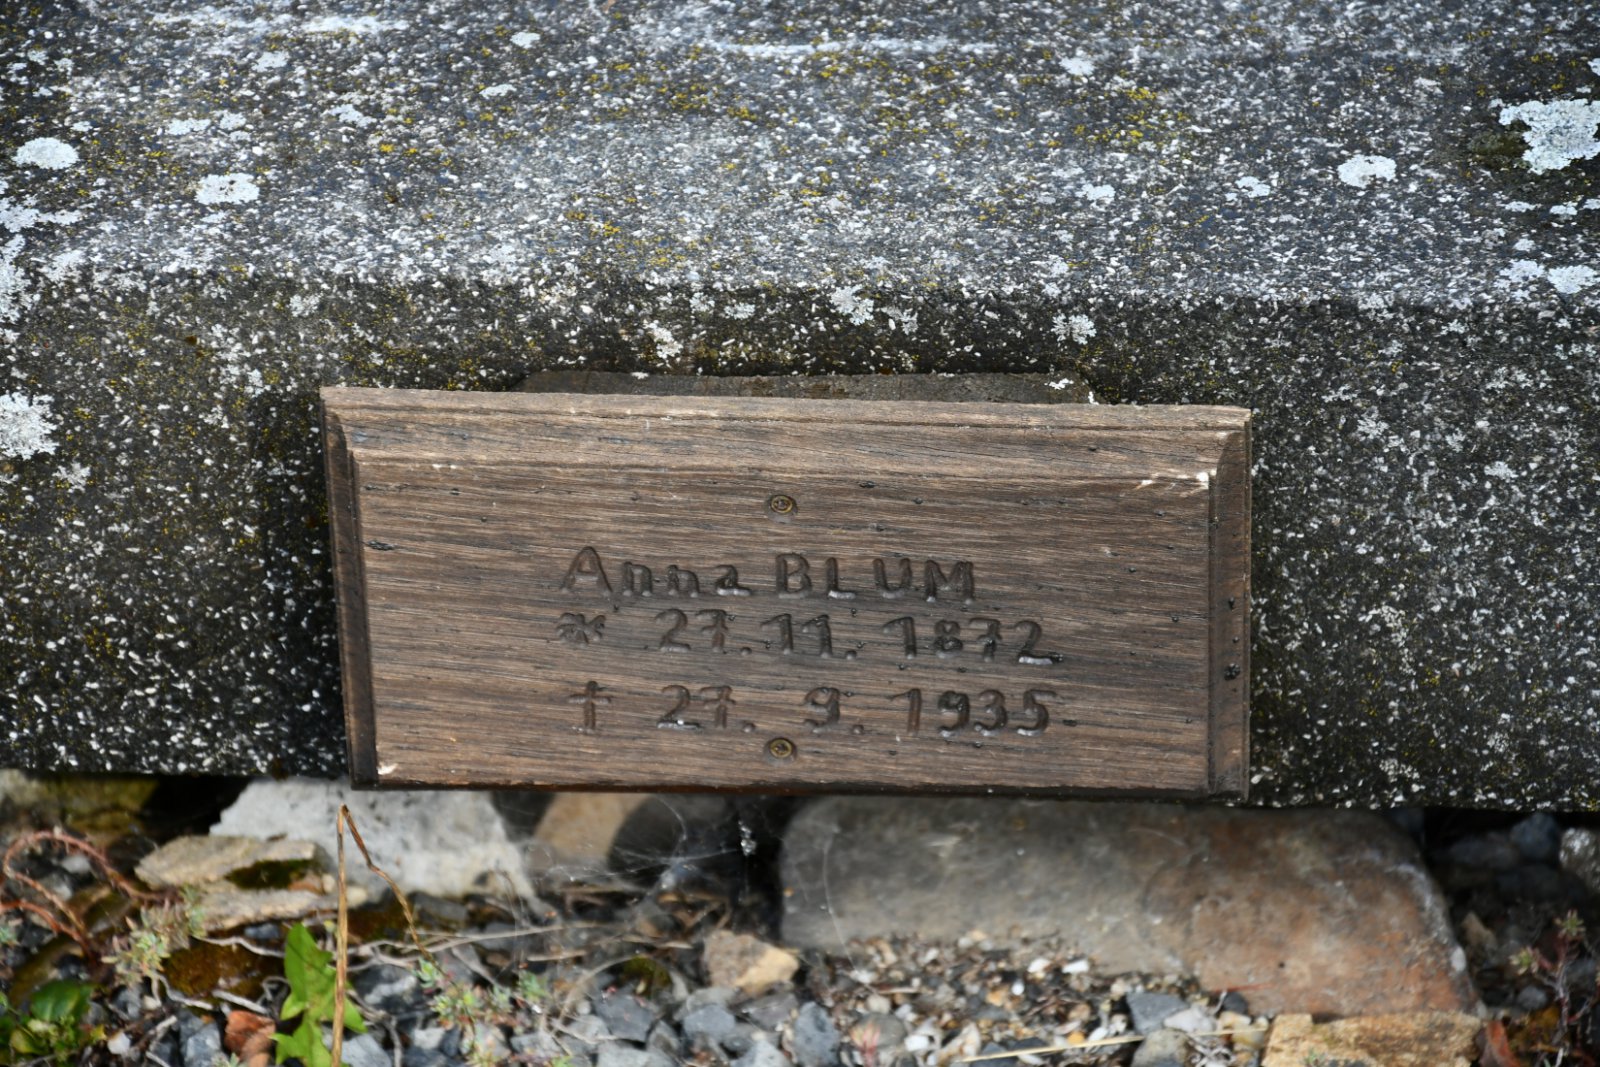 Anna BLUM
* 27.11.1872
† 27. 9. 1935